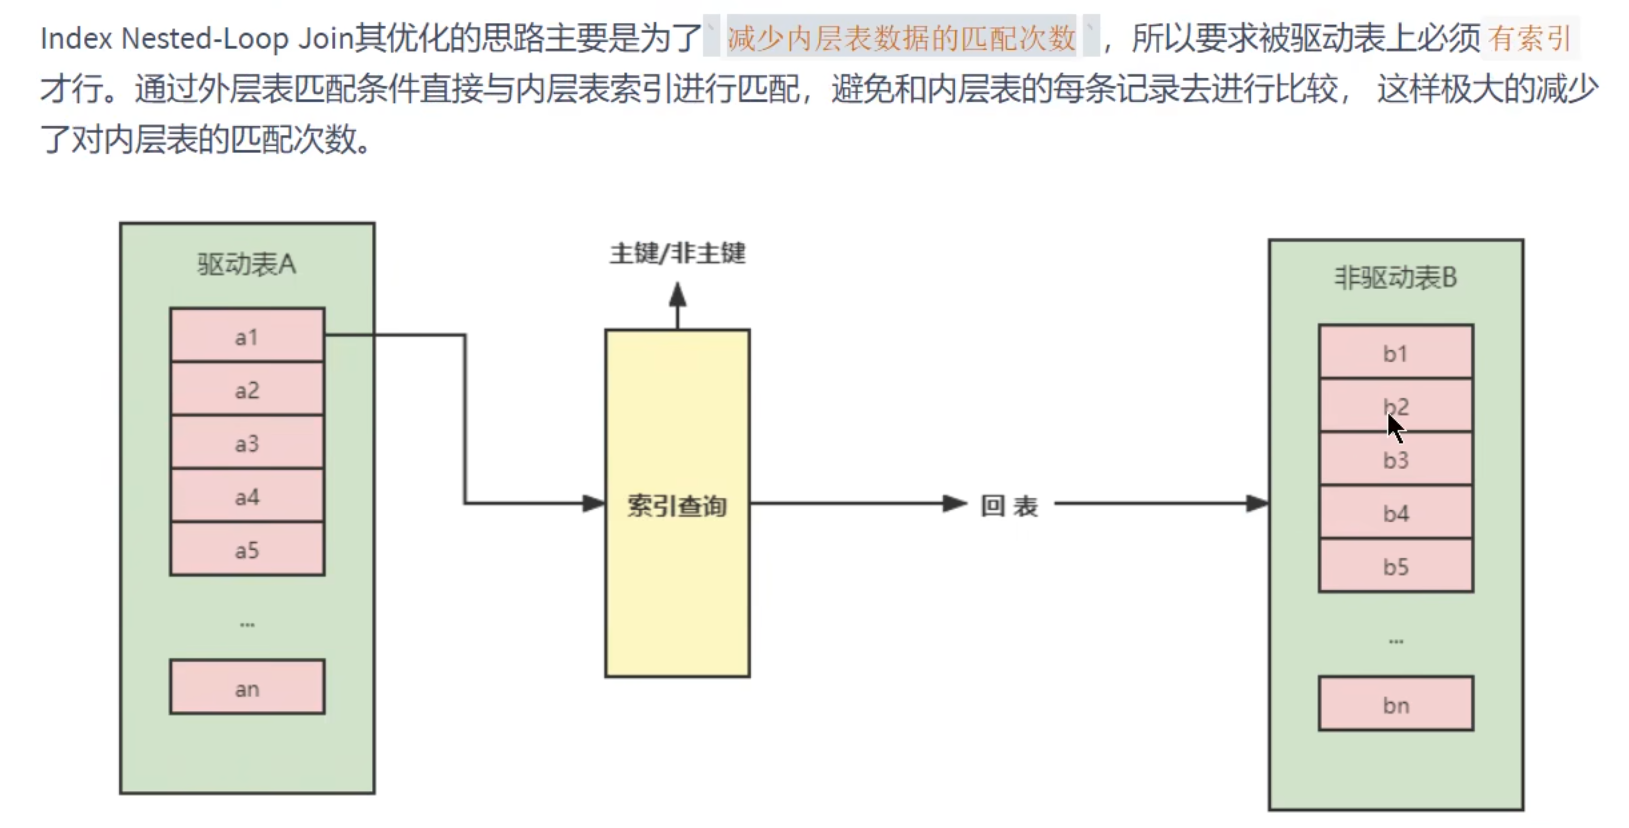 Index Nested-Loop Join其优化的思路主要是为了`减少内层表数据的匹配次数`，所以要求被驱动表上必须 有索引
才行。通过外层表匹配条件直接与内层表索引进行匹配，避免和内层表的每条记录去进行比较， 这样极大的减少
了对内层表的匹配次数。
驱动表A
a1
a2
a3
a4
a5
...
an
主键/非主键
索引查询
回 表
非驱动表B
b1
b2
b3
b4
b5
...
bn